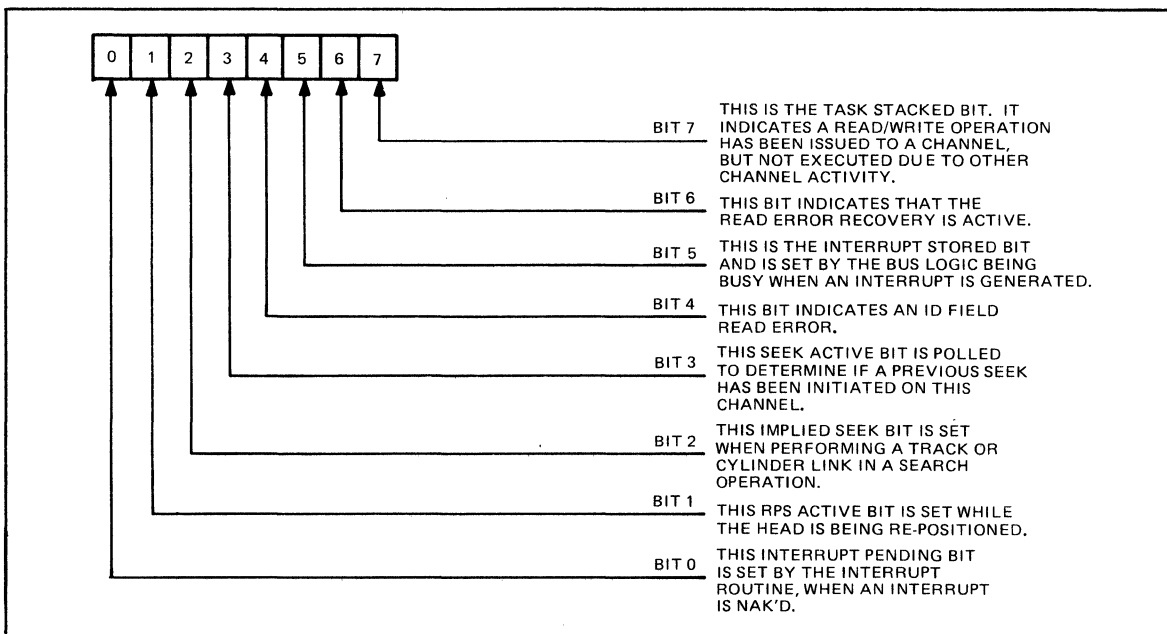 0 1 2 3 4 5 6 7
BIT 7
THIS IS THE TASK STACKED BIT. IT
INDICATES A READ/WRITE OPERATION
HAS BEEN ISSUED TO A CHANNEL,
BUT NOT EXECUTED DUE TO OTHER
CHANNEL ACTIVITY.
BIT 6
THIS BIT INDICATES THAT THE
READ ERROR RECOVERY IS ACTIVE.
BIT 5
THIS IS THE INTERRUPT STORED BIT
AND IS SET BY THE BUS LOGIC BEING
BUSY WHEN AN INTERRUPT IS GENERATED.
BIT 4
THIS BIT INDICATES AN ID FIELD
READ ERROR.
BIT 3
THIS SEEK ACTIVE BIT IS POLLED
TO DETERMINE IF A PREVIOUS SEEK
HAS BEEN INITIATED ON THIS
CHANNEL.
BIT 2
THIS IMPLIED SEEK BIT IS SET
WHEN PERFORMING A TRACK OR
CYLINDER LINK IN A SEARCH
OPERATION.
BIT 1
THIS RPS ACTIVE BIT IS SET WHILE
THE HEAD IS BEING RE-POSITIONED.
BIT 0
THIS INTERRUPT PENDING BIT
IS SET BY THE INTERRUPT
ROUTINE, WHEN AN INTERRUPT
IS NAK'D.